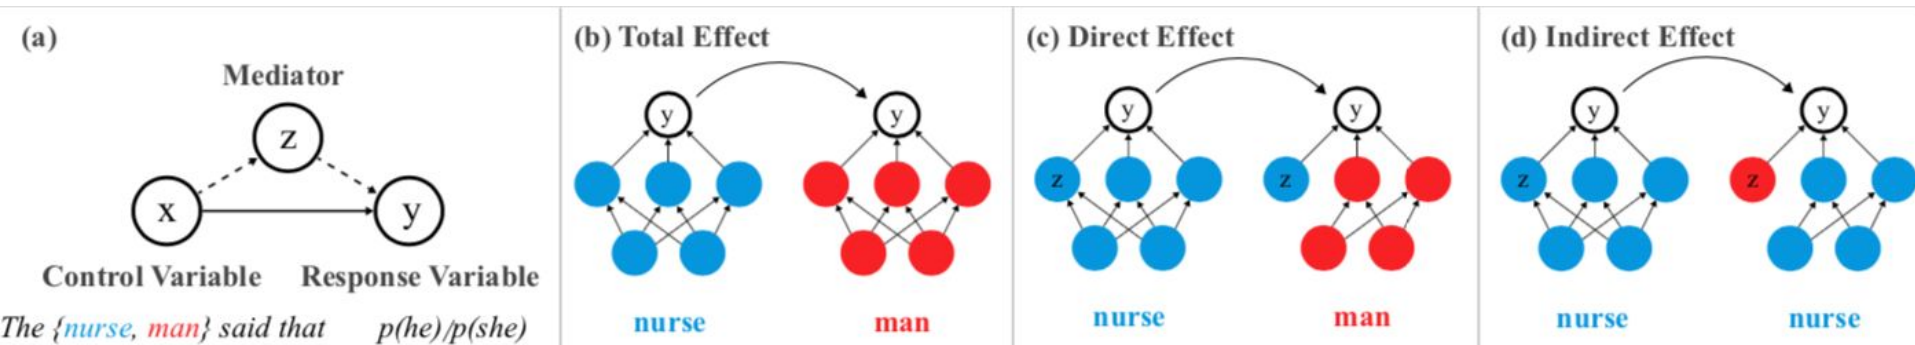 (a)
Mediator
z
x
y
Control Variable
Response Variable
The {nurse, man} said that
p(he)/p(she)
(b) Total Effect
y
y
nurse
man
(c) Direct Effect
y
y
z
z
nurse
man
(d) Indirect Effect
y
y
z
z
nurse
nurse